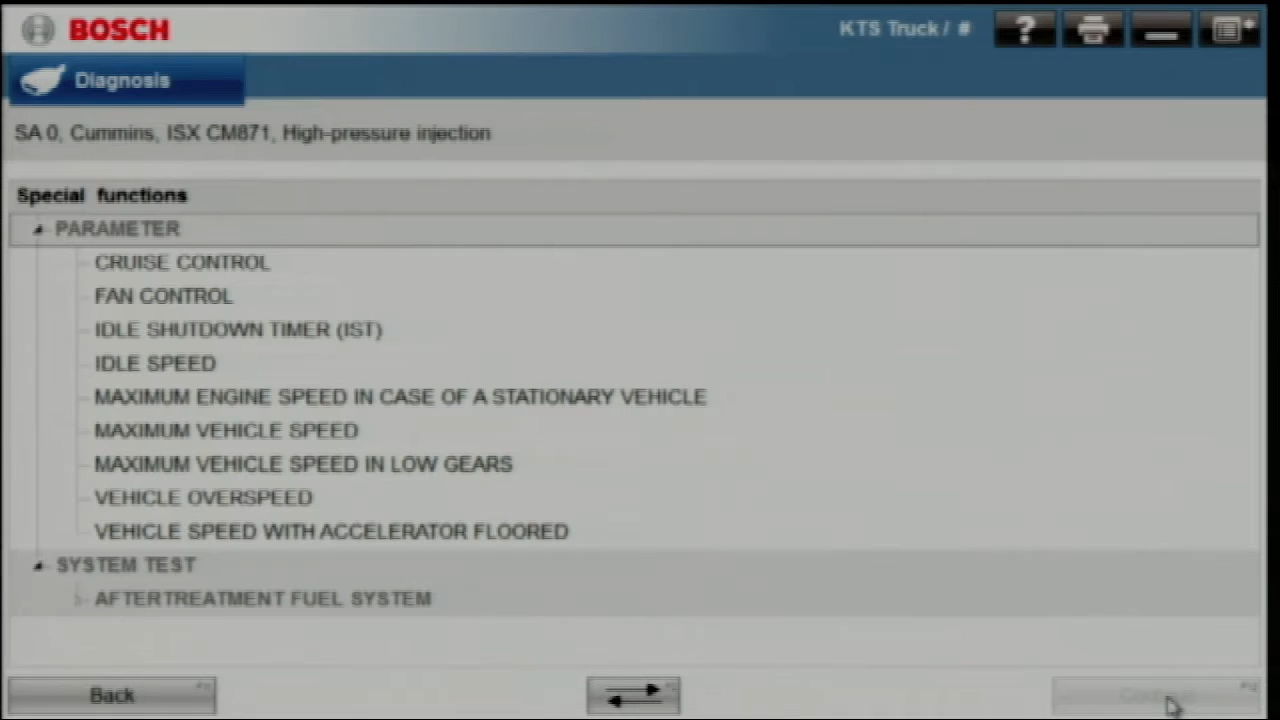 BOSCH
KTS Truck / #
?
Diagnosis
SA 0, Cummins, ISX CM871, High-pressure injection
Special functions
PARAMETER
CRUISE CONTROL
FAN CONTROL
IDLE SHUTDOWN TIMER (IST)
IDLE SPEED
MAXIMUM ENGINE SPEED IN CASE OF A STATIONARY VEHICLE
MAXIMUM VEHICLE SPEED
MAXIMUM VEHICLE SPEED IN LOW GEARS
VEHICLE OVERSPEED
VEHICLE SPEED WITH ACCELERATOR FLOORED
SYSTEM TEST
AFTERTREATMENT FUEL SYSTEM
Back